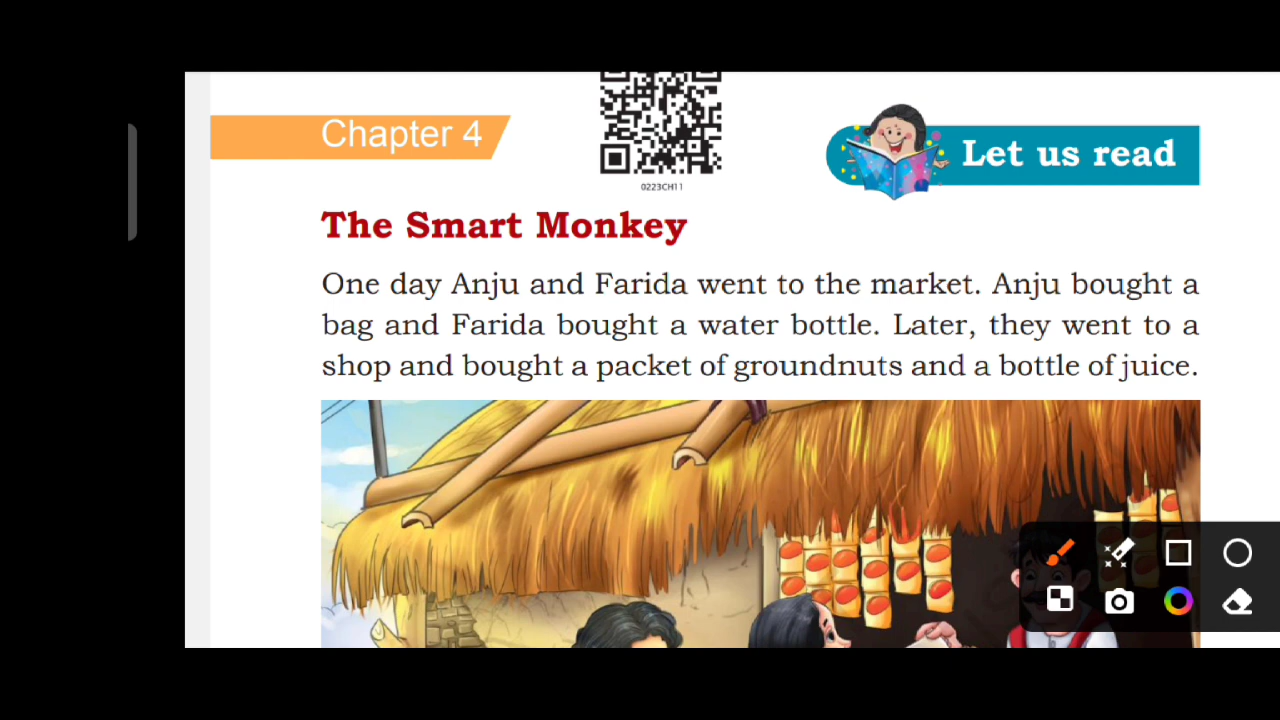 Chapter 4
0223CH11
Let us read
The Smart Monkey
One day Anju and Farida went to the market. Anju bought a
bag and Farida bought a water bottle. Later, they went to a
shop and bought a packet of groundnuts and a bottle of juice.